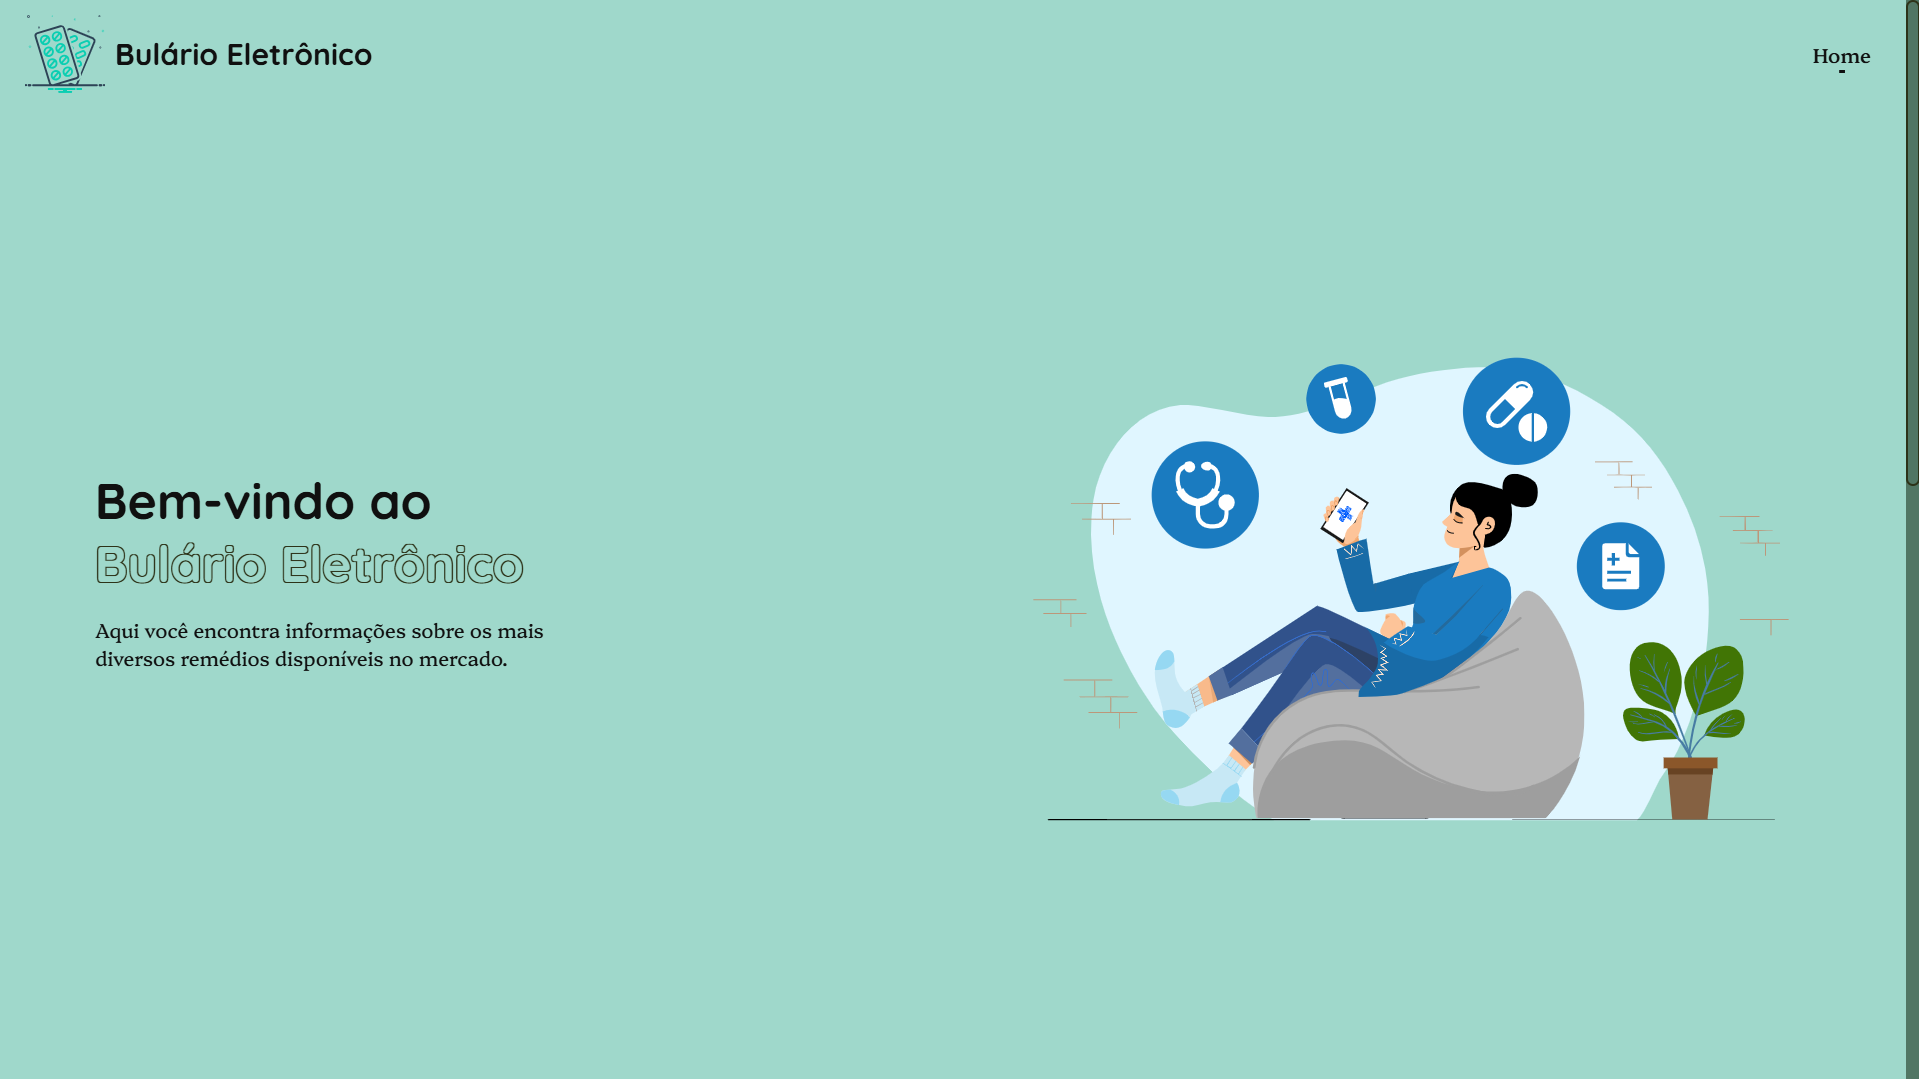 Bulário Eletrônico
Home
Bem-vindo ao
Bulário Eletrônico
Aqui você encontra informações sobre os mais
diversos remédios disponíveis no mercado.